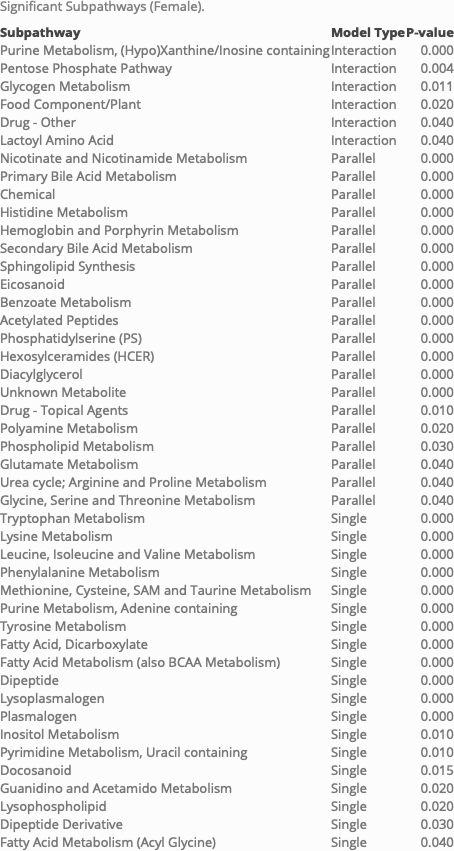 Significant Subpathways (Female).
Subpathway Model Type P-value
Purine Metabolism, (Hypo)Xanthine/Inosine containing Interaction 0.000
Pentose Phosphate Pathway Interaction 0.004
Glycogen Metabolism Interaction 0.011
Food Component/Plant Interaction 0.020
Drug - Other Interaction 0.040
Lactoyl Amino Acid Interaction 0.040
Nicotinate and Nicotinamide Metabolism Parallel 0.000
Primary Bile Acid Metabolism Parallel 0.000
Chemical Parallel 0.000
Histidine Metabolism Parallel 0.000
Hemoglobin and Porphyrin Metabolism Parallel 0.000
Secondary Bile Acid Metabolism Parallel 0.000
Sphingolipid Synthesis Parallel 0.000
Eicosanoid Parallel 0.000
Benzoate Metabolism Parallel 0.000
Acetylated Peptides Parallel 0.000
Phosphatidylserine (PS) Parallel 0.000
Hexosylceramides (HCER) Parallel 0.000
Diacylglycerol Parallel 0.000
Unknown Metabolite Parallel 0.000
Drug - Topical Agents Parallel 0.010
Polyamine Metabolism Parallel 0.020
Phospholipid Metabolism Parallel 0.030
Glutamate Metabolism Parallel 0.040
Urea cycle; Arginine and Proline Metabolism Parallel 0.040
Glycine, Serine and Threonine Metabolism Parallel 0.040
Tryptophan Metabolism Single 0.000
Lysine Metabolism Single 0.000
Leucine, Isoleucine and Valine Metabolism Single 0.000
Phenylalanine Metabolism Single 0.000
Methionine, Cysteine, SAM and Taurine Metabolism Single 0.000
Purine Metabolism, Adenine containing Single 0.000
Tyrosine Metabolism Single 0.000
Fatty Acid, Dicarboxylate Single 0.000
Fatty Acid Metabolism (also BCAA Metabolism) Single 0.000
Dipeptide Single 0.000
Lysoplasmalogen Single 0.000
Plasmalogen Single 0.000
Inositol Metabolism Single 0.010
Pyrimidine Metabolism, Uracil containing Single 0.010
Docosanoid Single 0.015
Guanidino and Acetamido Metabolism Single 0.020
Lysophospholipid Single 0.020
Dipeptide Derivative Single 0.030
Fatty Acid Metabolism (Acyl Glycine) Single 0.040